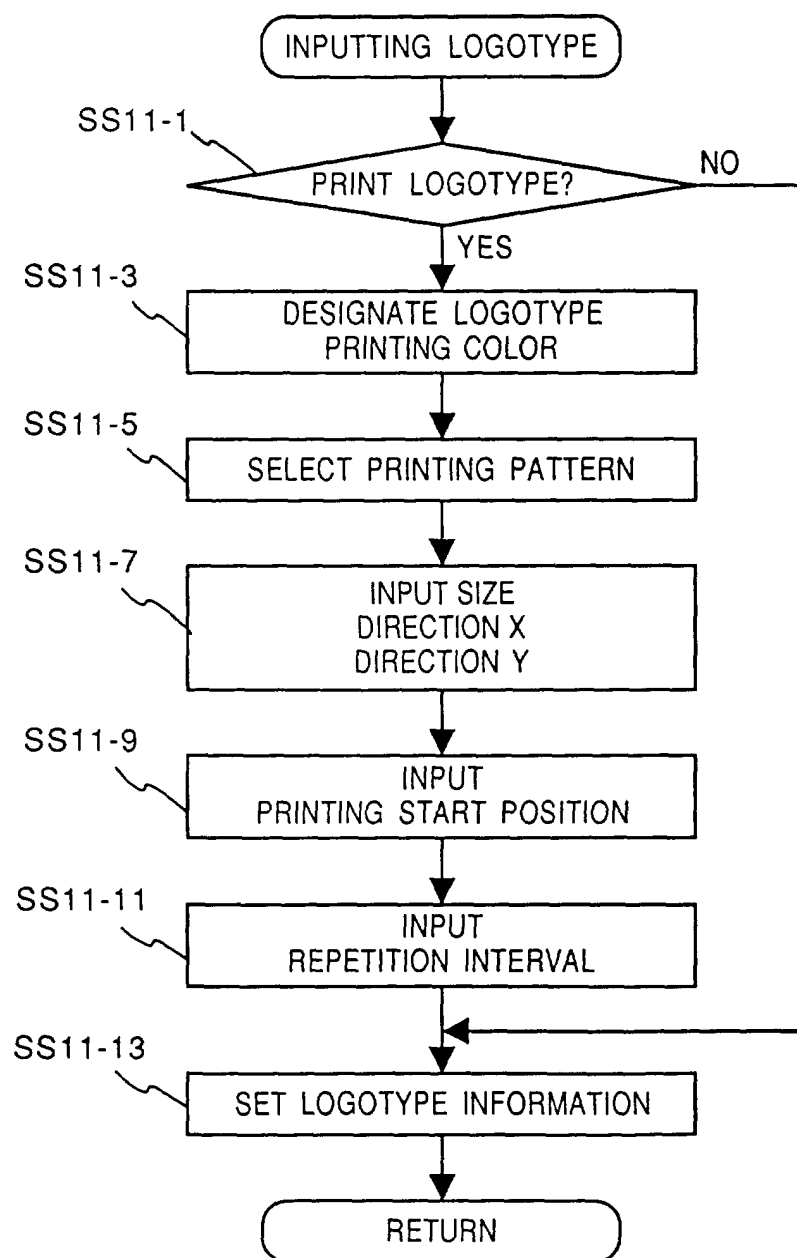 INPUTTING LOGOTYPE
SS11-1
PRINT LOGOTYPE?
NO
YES
SS11-3
DESIGNATE LOGOTYPE
PRINTING COLOR
SS11-5
SELECT PRINTING PATTERN
SS11-7
INPUT SIZE
DIRECTION X
DIRECTION Y
SS11-9
INPUT
PRINTING START POSITION
SS11-11
INPUT
REPETITION INTERVAL
SS11-13
SET LOGOTYPE INFORMATION
RETURN